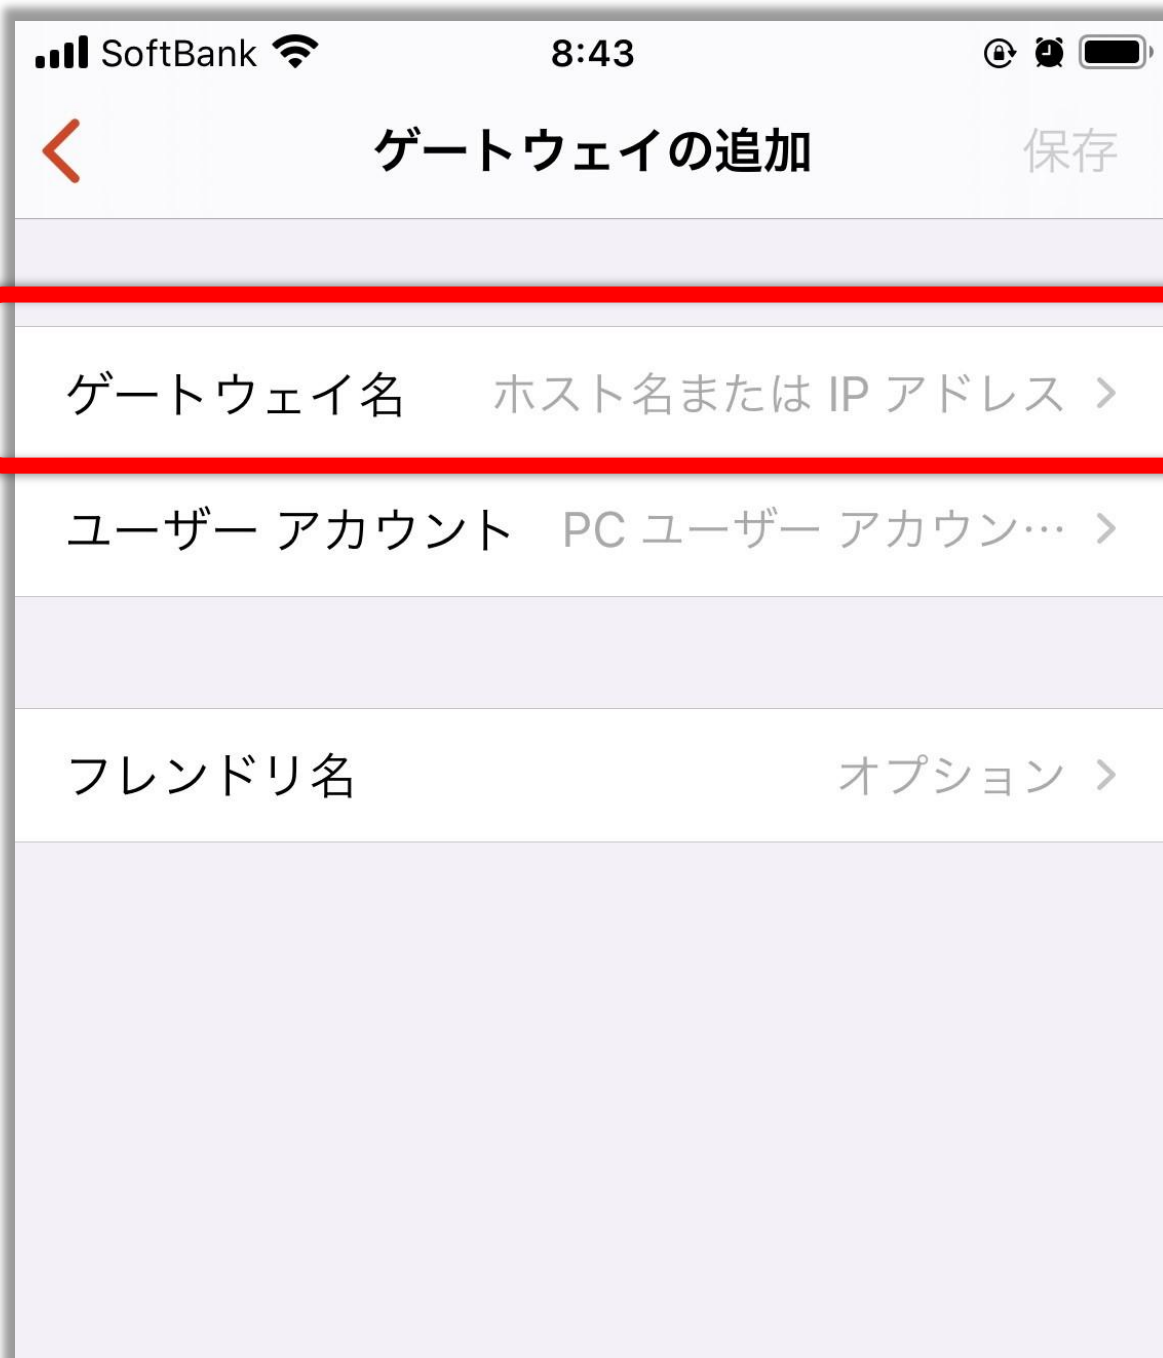 SoftBank 8:43
ゲートウェイの追加 保存
ゲートウェイ名 ホスト名または IP アドレス
ユーザー アカウント PC ユーザー アカウン…
フレンドリ名 オプション